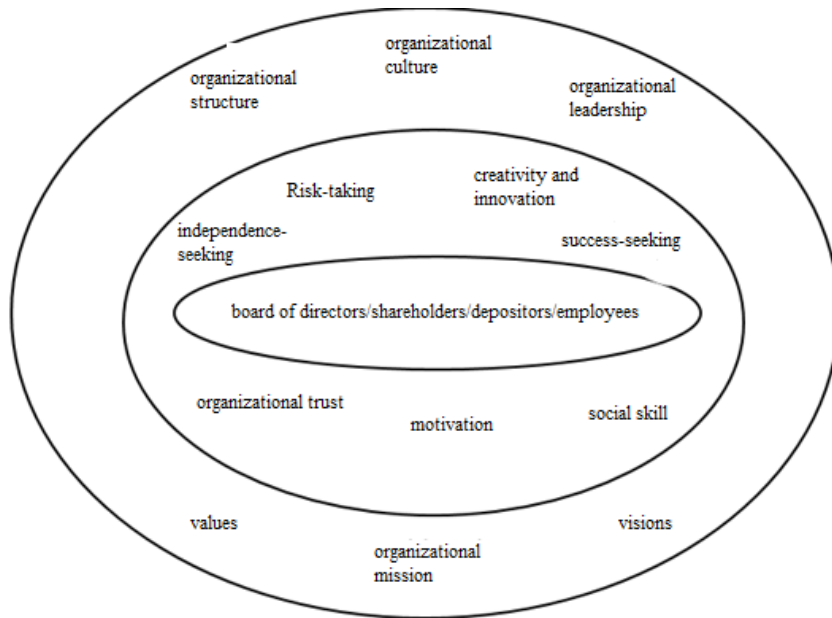 organizational
culture
organizational
structure
organizational
leadership
creativity and
innovation
Risk-taking
independence-
seeking
success-seeking
board of directors/shareholders/depositors/employees
organizational trust
motivation
social skill
values
visions
organizational
mission